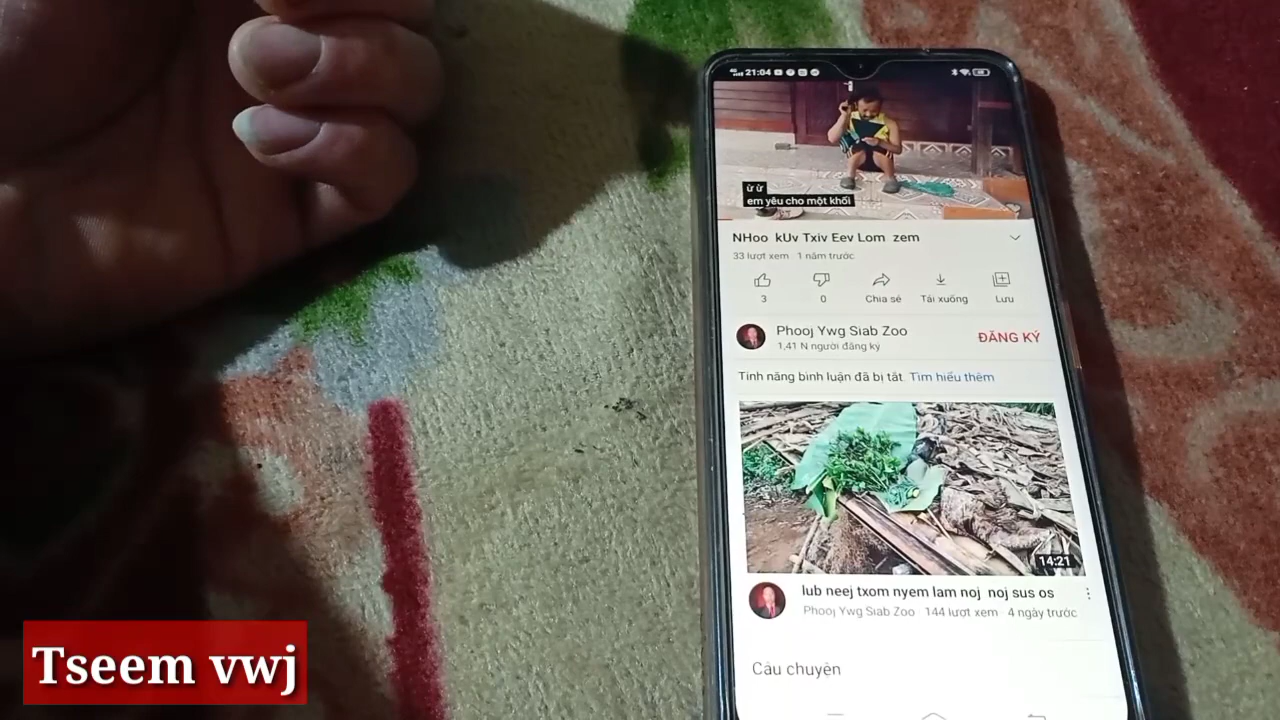 4G 21:04
ừ ừ
em yêu cho một khối
NHoo kUv Txiv Eev Lom zem
33 lượt xem 1 năm trước
3
0
Chia sẻ
Tải xuống
Lưu
Phooj Ywg Siab Zoo
1,41 N người đăng ký
ĐĂNG KÝ
Tính năng bình luận đã bị tắt. Tìm hiểu thêm
14:21
lub neej txom nyem lam noj noj sus os
Phooj Ywg Siab Zoo 144 lượt xem 4 ngày trước
Câu chuyện
Tseem vwj